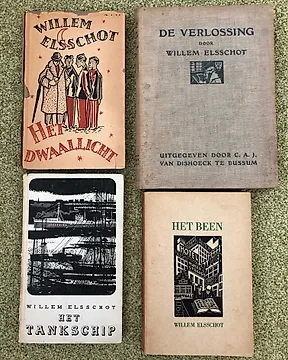 WILLEM
ELSSCHOT
HET
DWAALLICHT
DE VERLOSSING
DOOR
WILLEM ELSSCHOT
UITGEGEVEN DOOR C. A. J.
VAN DISHOECK TE BUSSUM
WILLEM ELSSCHOT
HET
TANKSCHIP
HET BEEN
WILLEM ELSSCHOT